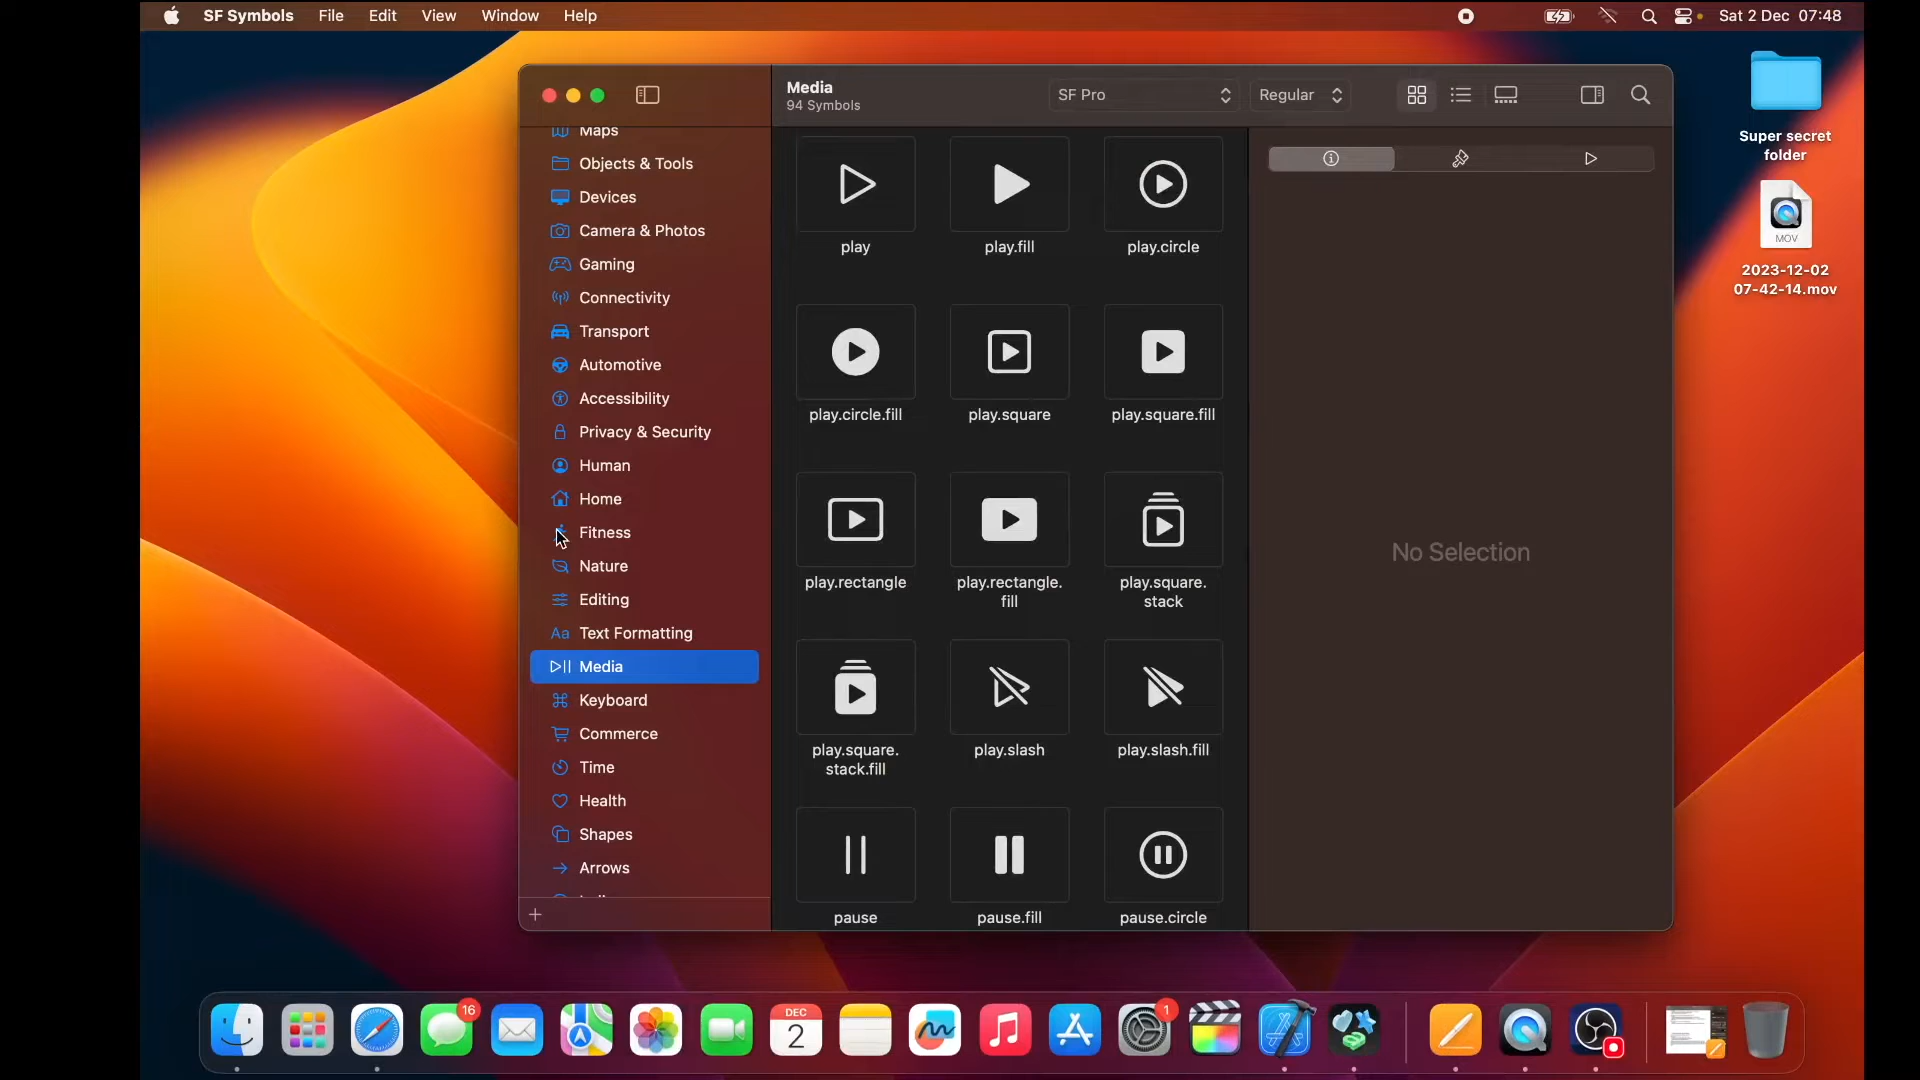 SF Symbols File Edit View Window Help
Sat 2 Dec 07:48
Super secret
folder
MOV
2023-12-02
07-42-14.mov
Media
94 Symbols
SF Pro
Regular
Maps
Objects & Tools
Devices
Camera & Photos
Gaming
Connectivity
Transport
Automotive
Accessibility
Privacy & Security
Human
Home
Fitness
Nature
Editing
Aa Text Formatting
Media
Keyboard
Commerce
Time
Health
Shapes
Arrows
play
play.fill
play.circle
play.circle.fill
play.square
play.square.fill
play.rectangle
play.rectangle.
fill
play.square.
stack
play.square.
stack.fill
play.slash
play.slash.fill
pause
pause.fill
pause.circle
No Selection
16
DEC
2
1